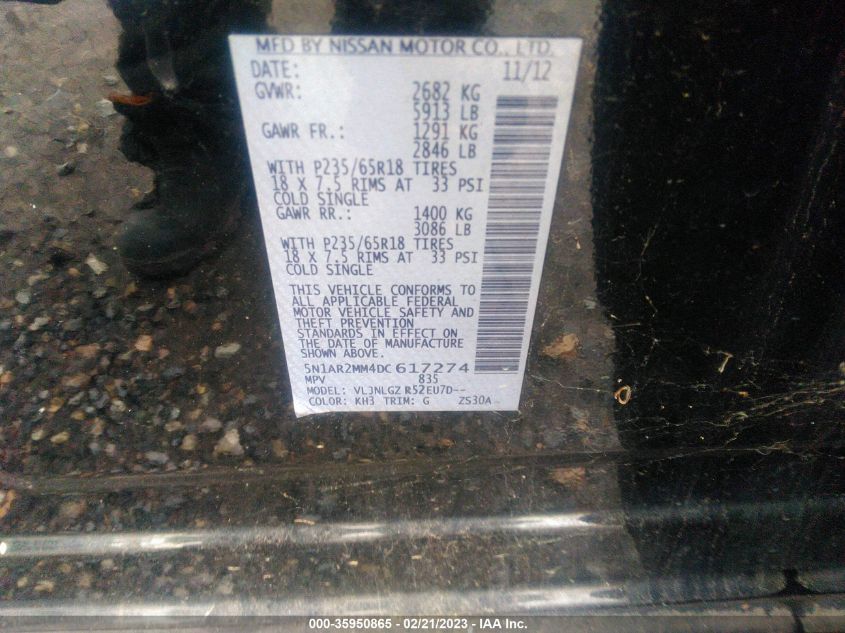 MFD BY NISSAN MOTOR CO., LTD.
DATE: 11/12
GVWR: 2682 KG
5913 LB
GAWR FR.: 1291 KG
2846 LB
WITH P235/65R18 TIRES
18 X 7.5 RIMS AT 33 PSI
COLD SINGLE
GAWR RR.: 1400 KG
3086 LB
WITH P235/65R18 TIRES
18 X 7.5 RIMS AT 33 PSI
COLD SINGLE
THIS VEHICLE CONFORMS TO
ALL APPLICABLE FEDERAL
MOTOR VEHICLE SAFETY AND
THEFT PREVENTION
STANDARDS IN EFFECT ON
THE DATE OF MANUFACTURE
SHOWN ABOVE.
5N1AR2MM4DC617274
MPV 835
MODEL: VL3NLGZ R52EU7D--
COLOR: KH3 TRIM: G ZS30A-
000-35950865 - 02/21/2023 - IAA Inc.